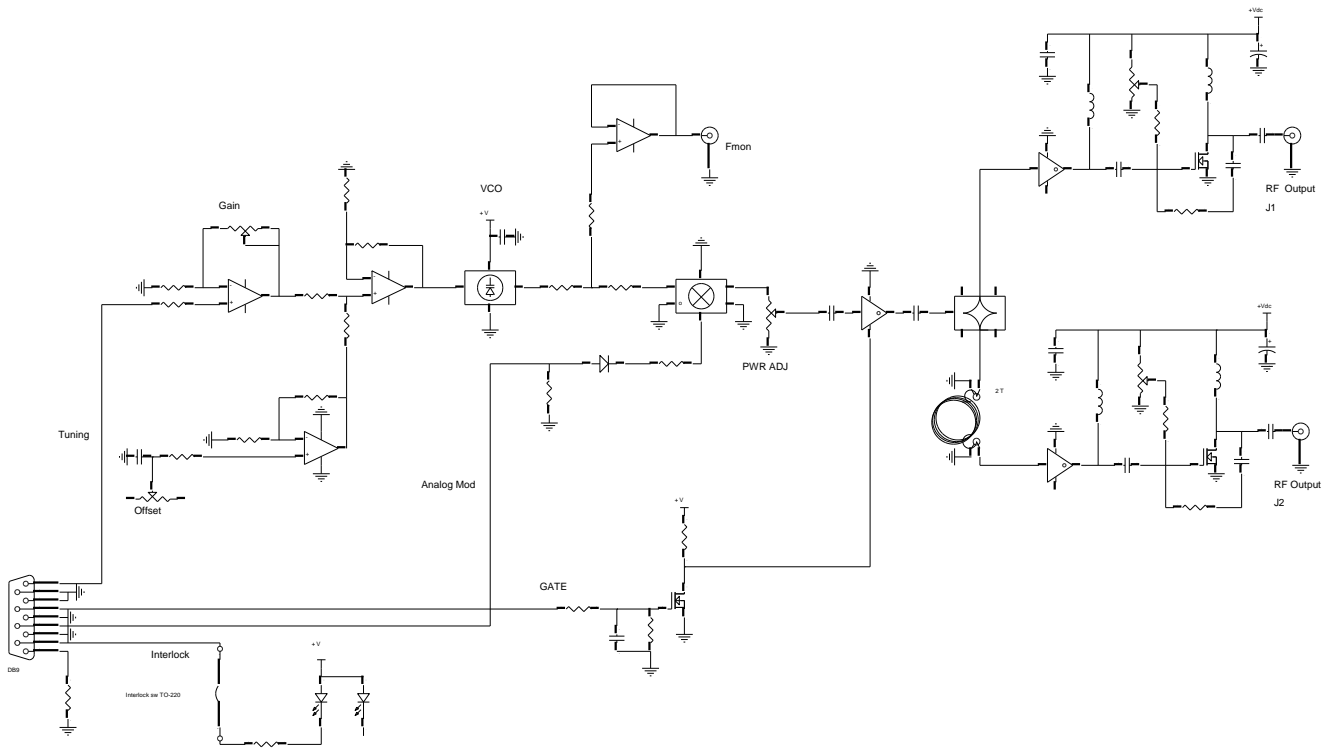 +Vdc
Fmon
RF Output
J1
VCO
+V
Gain
+Vdc
PWR ADJ
2 T
Tuning
Analog Mod
RF Output
J2
Offset
+V
GATE
DB9
Interlock
+V
Interlock sw TO-220